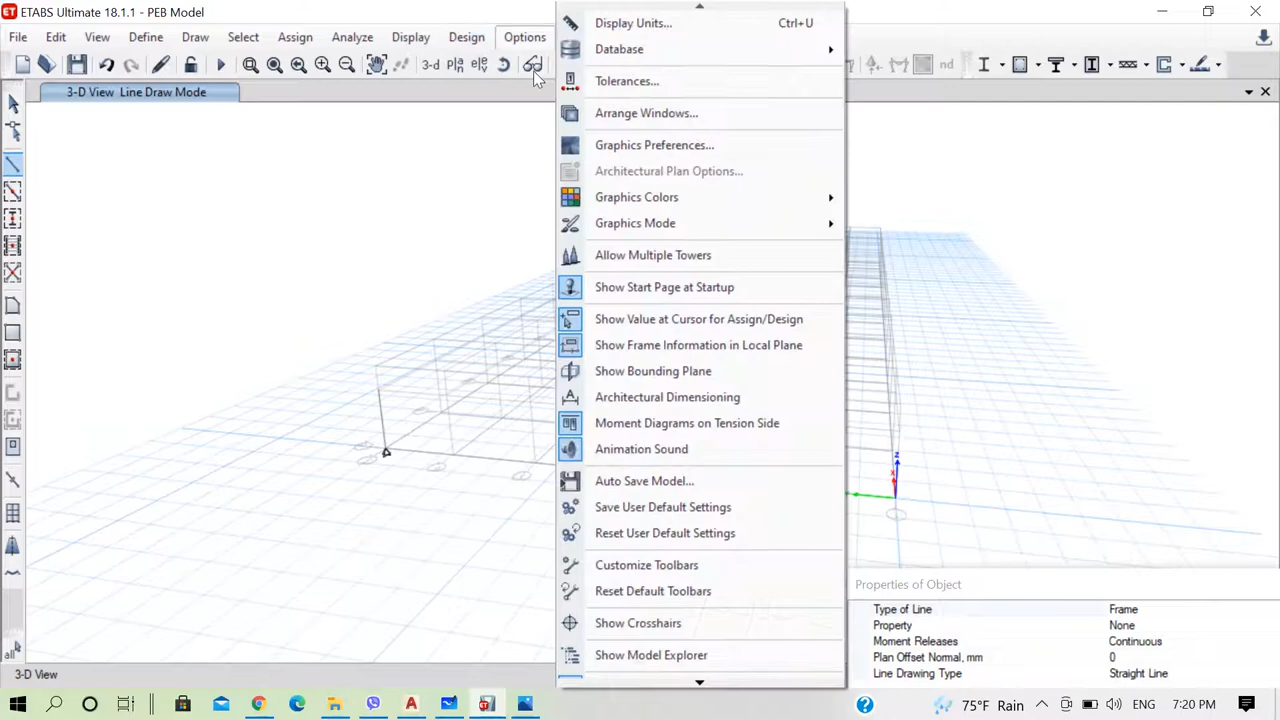 ETABS Ultimate 18.1.1 - PEB Model
File Edit View Define Draw Select Assign Analyze Display Design Options
3-d Pla ele nd
3-D View Line Draw Mode
Display Units... Ctrl+U
Database
Tolerances...
Arrange Windows...
Graphics Preferences...
Architectural Plan Options...
Graphics Colors
Graphics Mode
Allow Multiple Towers
Show Start Page at Startup
Show Value at Cursor for Assign/Design
Show Frame Information in Local Plane
Show Bounding Plane
Architectural Dimensioning
Moment Diagrams on Tension Side
Animation Sound
Auto Save Model...
Save User Default Settings
Reset User Default Settings
Customize Toolbars
Reset Default Toolbars
Show Crosshairs
Show Model Explorer
Z
X
Properties of Object
Type of Line Frame
Property None
Moment Releases Continuous
Plan Offset Normal, mm 0
Line Drawing Type Straight Line
all
3-D View
75°F Rain ENG 7:20 PM